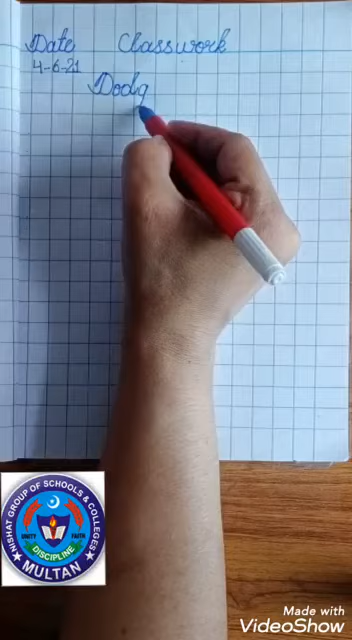 Date Classwork
4-6-21
Dodg
NISHAT GROUP OF SCHOOLS & COLLEGES
UNITY FAITH
DISCIPLINE
MULTAN
Made with
VideoShow